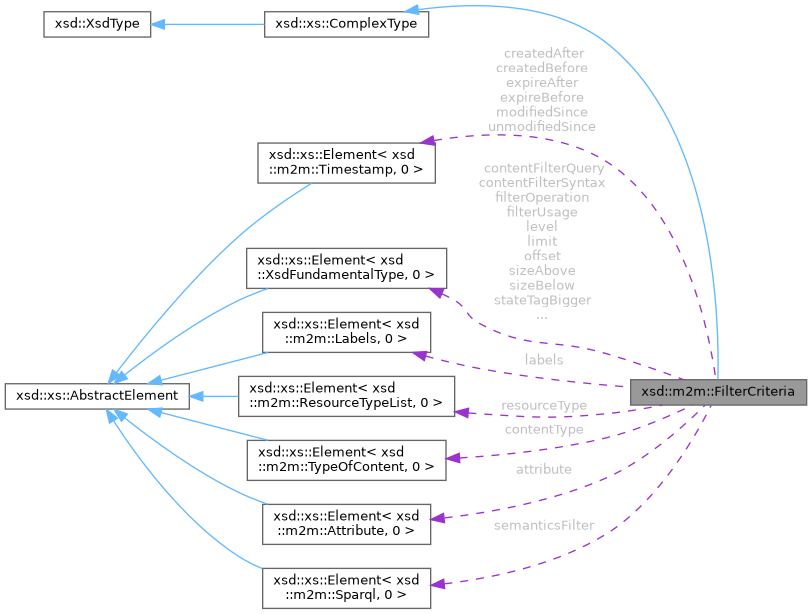 xsd::XsdType
xsd::xs::ComplexType
createdAfter
createdBefore
expireAfter
expireBefore
modifiedSince
unmodifiedSince
xsd::xs::Element< xsd
::m2m::Timestamp, 0 >
contentFilterQuery
contentFilterSyntax
filterOperation
filterUsage
level
limit
offset
sizeAbove
sizeBelow
stateTagBigger
...
xsd::xs::Element< xsd
::XsdFundamentalType, 0 >
xsd::xs::Element< xsd
::m2m::Labels, 0 >
labels
xsd::xs::AbstractElement
xsd::xs::Element< xsd
::m2m::ResourceTypeList, 0 >
resourceType
xsd::m2m::FilterCriteria
contentType
xsd::xs::Element< xsd
::m2m::TypeOfContent, 0 >
attribute
xsd::xs::Element< xsd
::m2m::Attribute, 0 >
semanticsFilter
xsd::xs::Element< xsd
::m2m::Sparql, 0 >